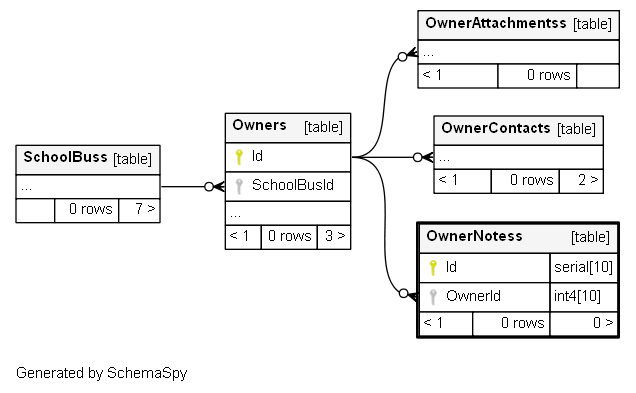 OwnerAttachmentss [table]
...
< 1 0 rows
Owners [table]
Id
SchoolBusId
...
< 1 0 rows 3 >
OwnerContacts [table]
...
< 1 0 rows 2 >
SchoolBuss [table]
...
0 rows 7 >
OwnerNotess [table]
Id serial[10]
OwnerId int4[10]
< 1 0 rows 0 >
Generated by SchemaSpy